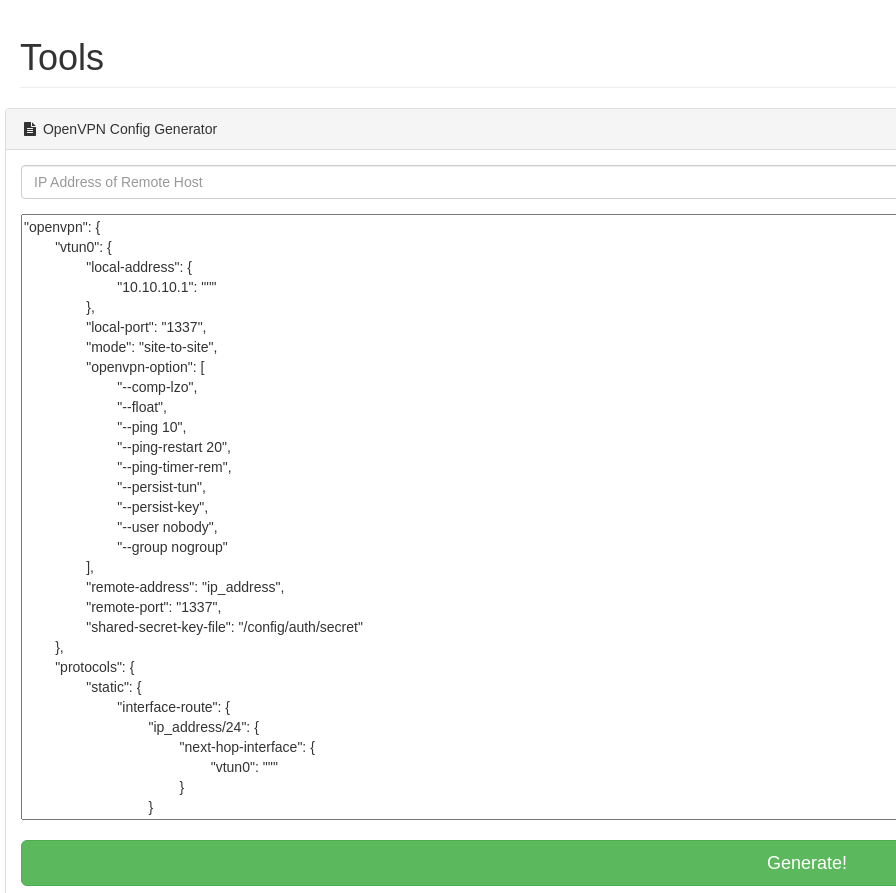 Tools
OpenVPN Config Generator
IP Address of Remote Host
"openvpn": {
"vtun0": {
"local-address": {
"10.10.10.1": """
},
"local-port": "1337",
"mode": "site-to-site",
"openvpn-option": [
"--comp-lzo",
"--float",
"--ping 10",
"--ping-restart 20",
"--ping-timer-rem",
"--persist-tun",
"--persist-key",
"--user nobody",
"--group nogroup"
],
"remote-address": "ip_address",
"remote-port": "1337",
"shared-secret-key-file": "/config/auth/secret"
},
"protocols": {
"static": {
"interface-route": {
"ip_address/24": {
"next-hop-interface": {
"vtun0": """
}
}
Generate!